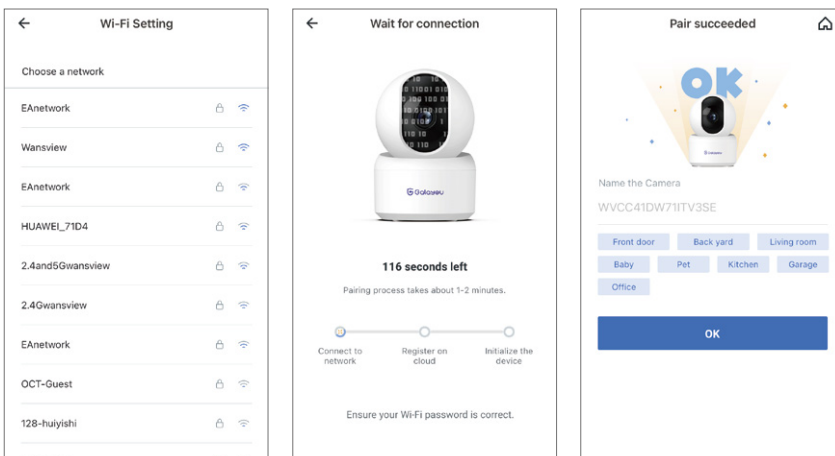 Wi-Fi Setting
Choose a network
EAnetwork
Wansview
EAnetwork
HUAWEI_71D4
2.4and5Gwansview
2.4Gwansview
EAnetwork
OCT-Guest
128-huiyishi
Wait for connection
Galayou
116 seconds left
Pairing process takes about 1-2 minutes.
Connect to
network
Register on
cloud
Initialize the
device
Ensure your Wi-Fi password is correct.
Pair succeeded
OK
Galayou
Name the Camera
WVCC41DW71ITV3SE
Front door Back yard Living room
Baby Pet Kitchen Garage
Office
OK